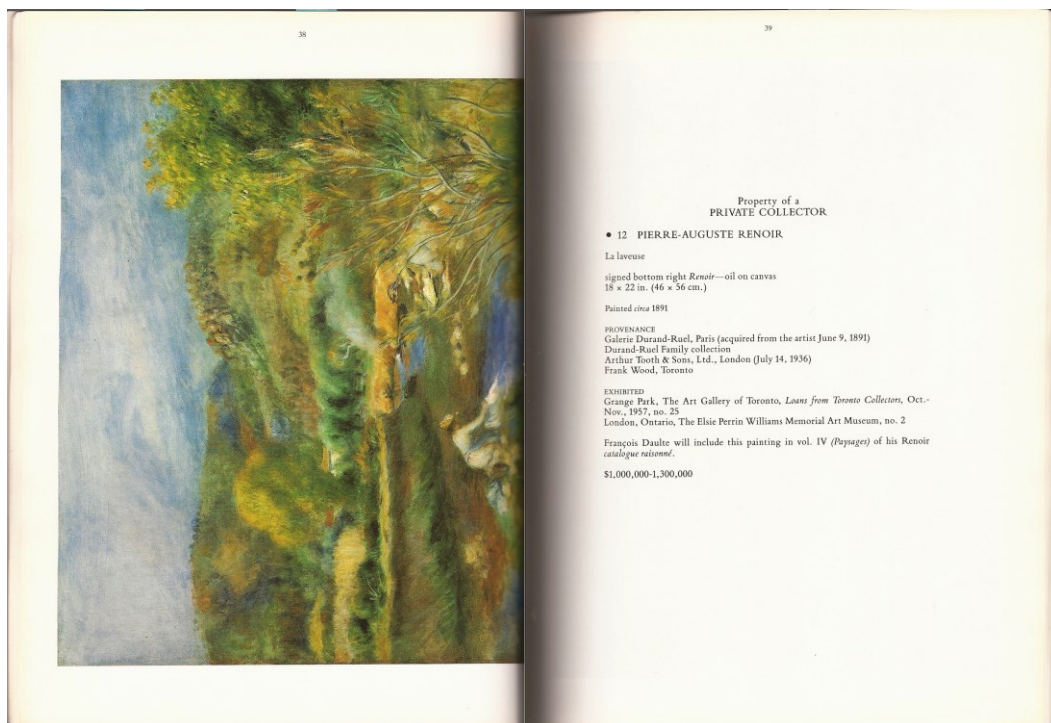 38
39
Property of a
PRIVATE COLLECTOR
• 12 PIERRE-AUGUSTE RENOIR
La laveuse
signed bottom right Renoir—oil on canvas
18 × 22 in. (46 × 56 cm.)
Painted circa 1891
PROVENANCE
Galerie Durand-Ruel, Paris (acquired from the artist June 9, 1891)
Durand-Ruel Family collection
Arthur Tooth & Sons, Ltd., London (July 14, 1936)
Frank Wood, Toronto
EXHIBITED
Grange Park, The Art Gallery of Toronto, Loans from Toronto Collectors, Oct.-
Nov., 1957, no. 25
London, Ontario, The Elsie Perrin Williams Memorial Art Museum, no. 2
François Daulte will include this painting in vol. IV (Paysages) of his Renoir
catalogue raisonné.
$1,000,000-1,300,000